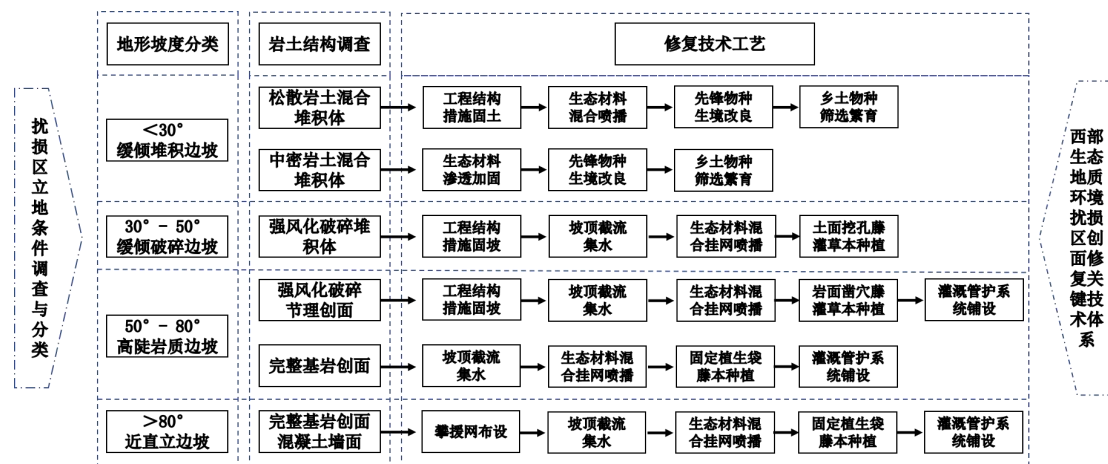 地形坡度分类
岩土结构调查
修复技术工艺
扰损区立地条件调查与分类
<30°
缓倾堆积边坡
松散岩土混合
堆积体
工程结构
措施固土
生态材料
混合喷播
先锋物种
生境改良
乡土物种
筛选繁育
中密岩土混合
堆积体
生态材料
渗透加固
先锋物种
生境改良
乡土物种
筛选繁育
30°-50°
缓倾破碎边坡
强风化破碎堆
积体
工程结构
措施固坡
坡顶截流
集水
生态材料混
合挂网喷播
土面挖孔藤
灌草本种植
50°-80°
高陡岩质边坡
强风化破碎
节理创面
工程结构
措施固坡
坡顶截流
集水
生态材料混
合挂网喷播
岩面凿穴藤
灌草本种植
灌溉管护系
统铺设
完整基岩创面
坡顶截流
集水
生态材料混
合挂网喷播
固定植生袋
藤本种植
灌溉管护系
统铺设
>80°
近直立边坡
完整基岩创面
混凝土墙面
攀援网布设
坡顶截流
集水
生态材料混
合挂网喷播
固定植生袋
藤本种植
灌溉管护系
统铺设
西部
生态
地质
环境
扰损
区创
面修
复关
键技
术体
系